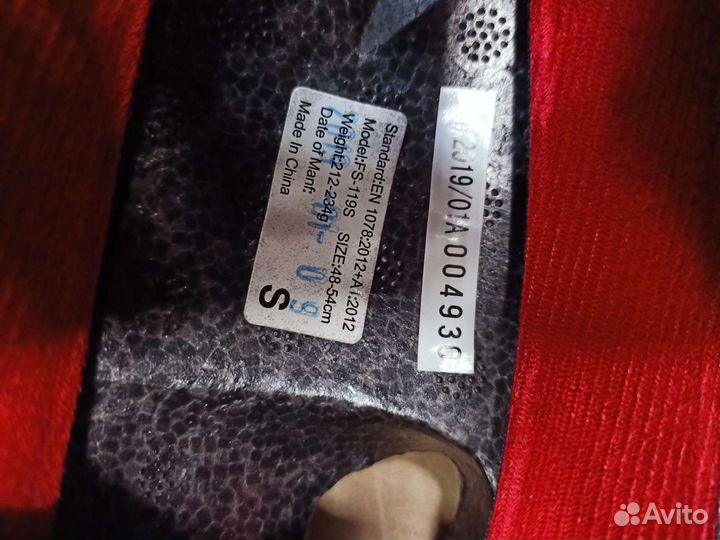 Standard:EN 1078:2012+A1:2012
Model:FS-119S
Weight:212-234g SIZE:48-54cm
Date of Manf:
Made In China
S
2019/01A004930
Avito